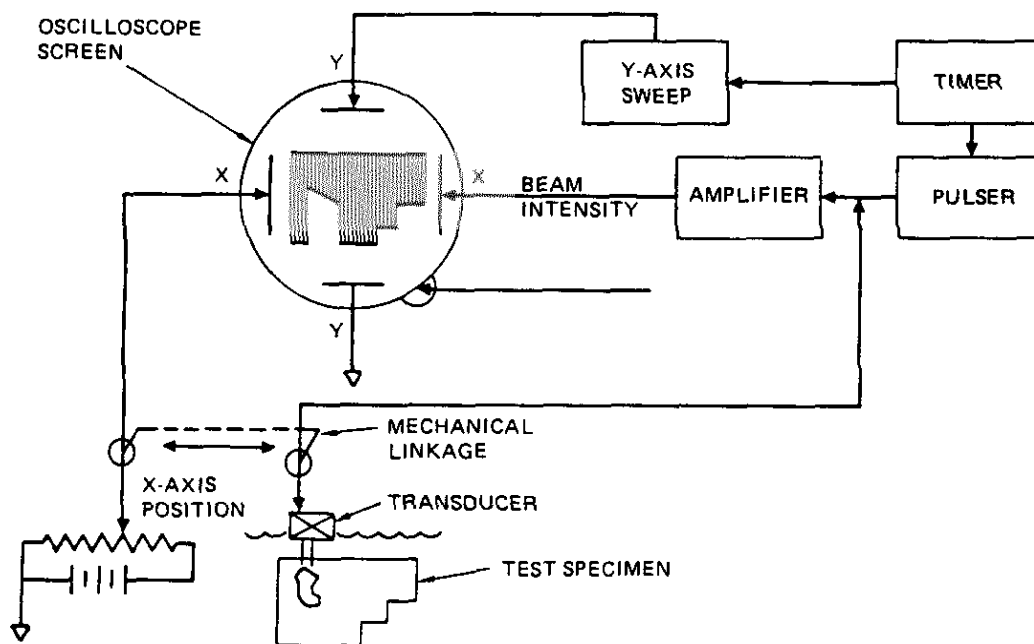 OSCILLOSCOPE
SCREEN
Y
Y-AXIS
SWEEP
TIMER
X
X
BEAM
INTENSITY
AMPLIFIER
PULSER
Y
MECHANICAL
LINKAGE
X-AXIS
POSITION
TRANSDUCER
TEST SPECIMEN